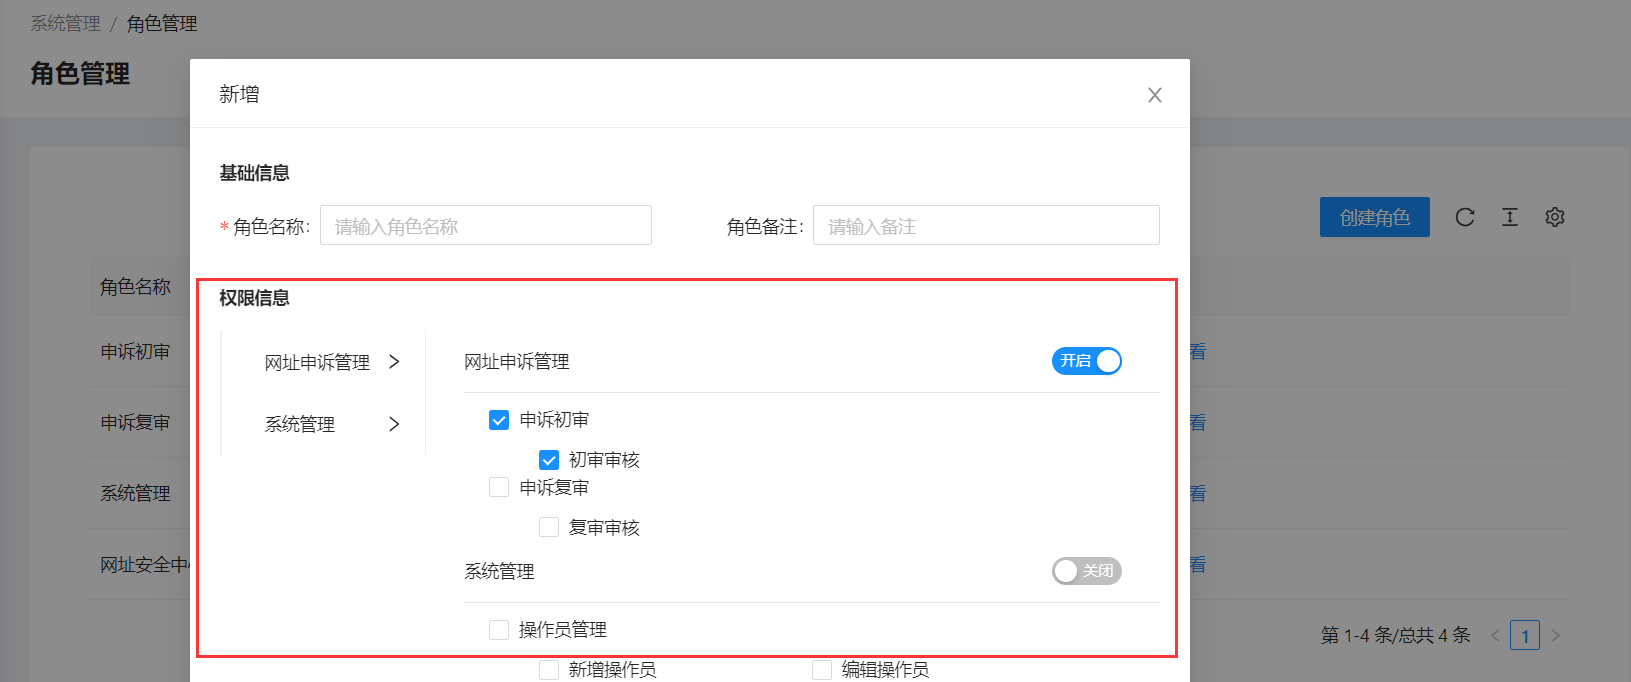 系统管理 / 角色管理
角色管理
新增
基础信息
* 角色名称: 请输入角色名称 角色备注: 请输入备注
创建角色
权限信息
角色名称
申诉初审
申诉复审
系统管理
网址安全中
网址申诉管理
系统管理
网址申诉管理 开启
申诉初审
初审审核
申诉复审
复审审核
系统管理 关闭
操作员管理
新增操作员 编辑操作员
看
看
看
看
第 1-4 条/总共 4 条 < 1 >